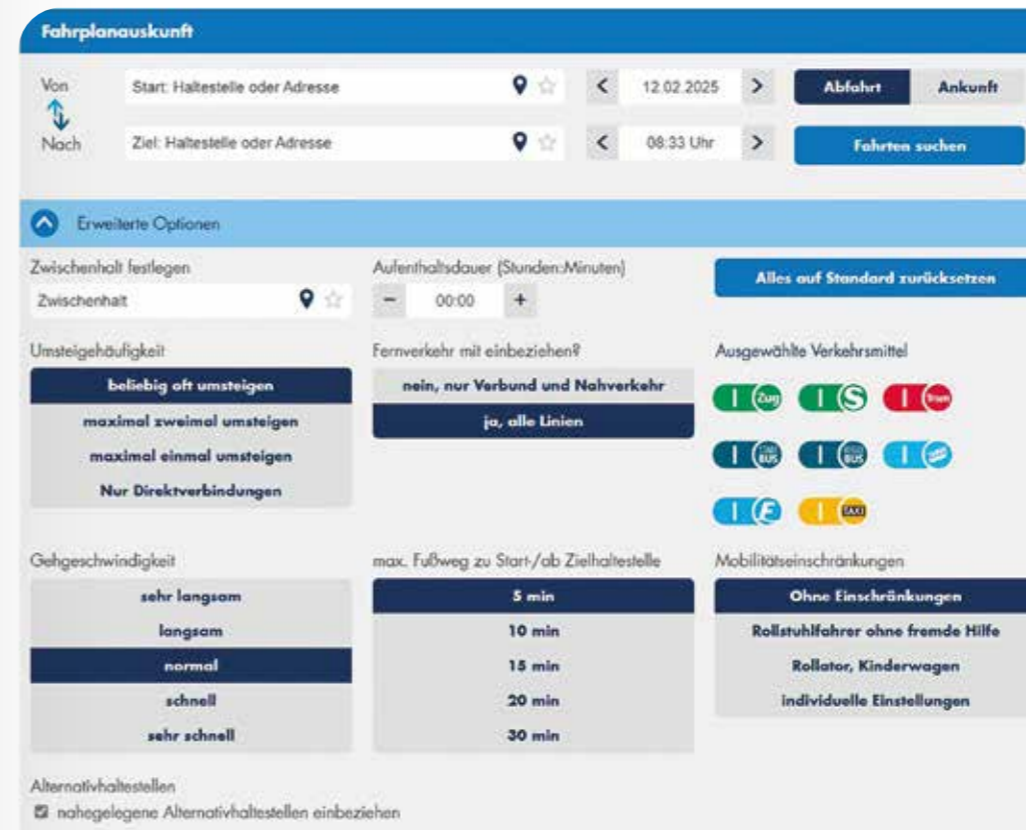 Fahrplanauskunft
Von
Start: Haltestelle oder Adresse
12.02.2025
Abfahrt
Ankunft
Nach
Ziel: Haltestelle oder Adresse
08:33 Uhr
Fahrten suchen
Erweiterte Optionen
Zwischenhalt festlegen
Zwischenhalt
Aufenthaltsdauer (Stunden:Minuten)
00:00
Alles auf Standard zurücksetzen
Umsteigehäufigkeit
beliebig oft umsteigen
maximal zweimal umsteigen
maximal einmal umsteigen
Nur Direktverbindungen
Fernverkehr mit einbeziehen?
nein, nur Verbund und Nahverkehr
ja, alle Linien
Ausgewählte Verkehrsmittel
Zug
S
Tram
BUS
BUS
F
TAXI
Gehgeschwindigkeit
sehr langsam
langsam
normal
schnell
sehr schnell
max. Fußweg zu Start-/ab Zielhaltestelle
5 min
10 min
15 min
20 min
30 min
Mobilitätseinschränkungen
Ohne Einschränkungen
Rollstuhlfahrer ohne fremde Hilfe
Rollator, Kinderwagen
individuelle Einstellungen
Alternativhaltestellen
nahegelegene Alternativhaltestellen einbeziehen